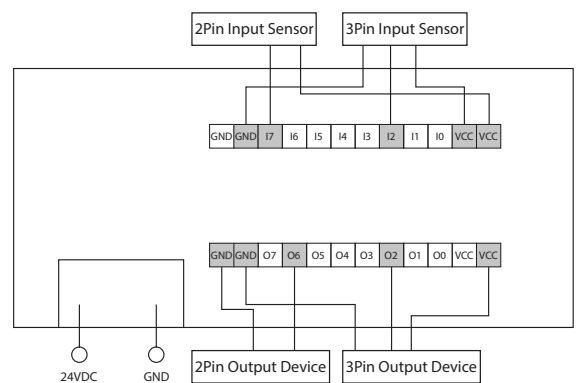 2Pin Input Sensor 3Pin Input Sensor
GND GND I7 I6 I5 I4 I3 I2 I1 I0 VCC VCC
GND GND O7 O6 O5 O4 O3 O2 O1 O0 VCC VCC
24VDC GND 2Pin Output Device 3Pin Output Device